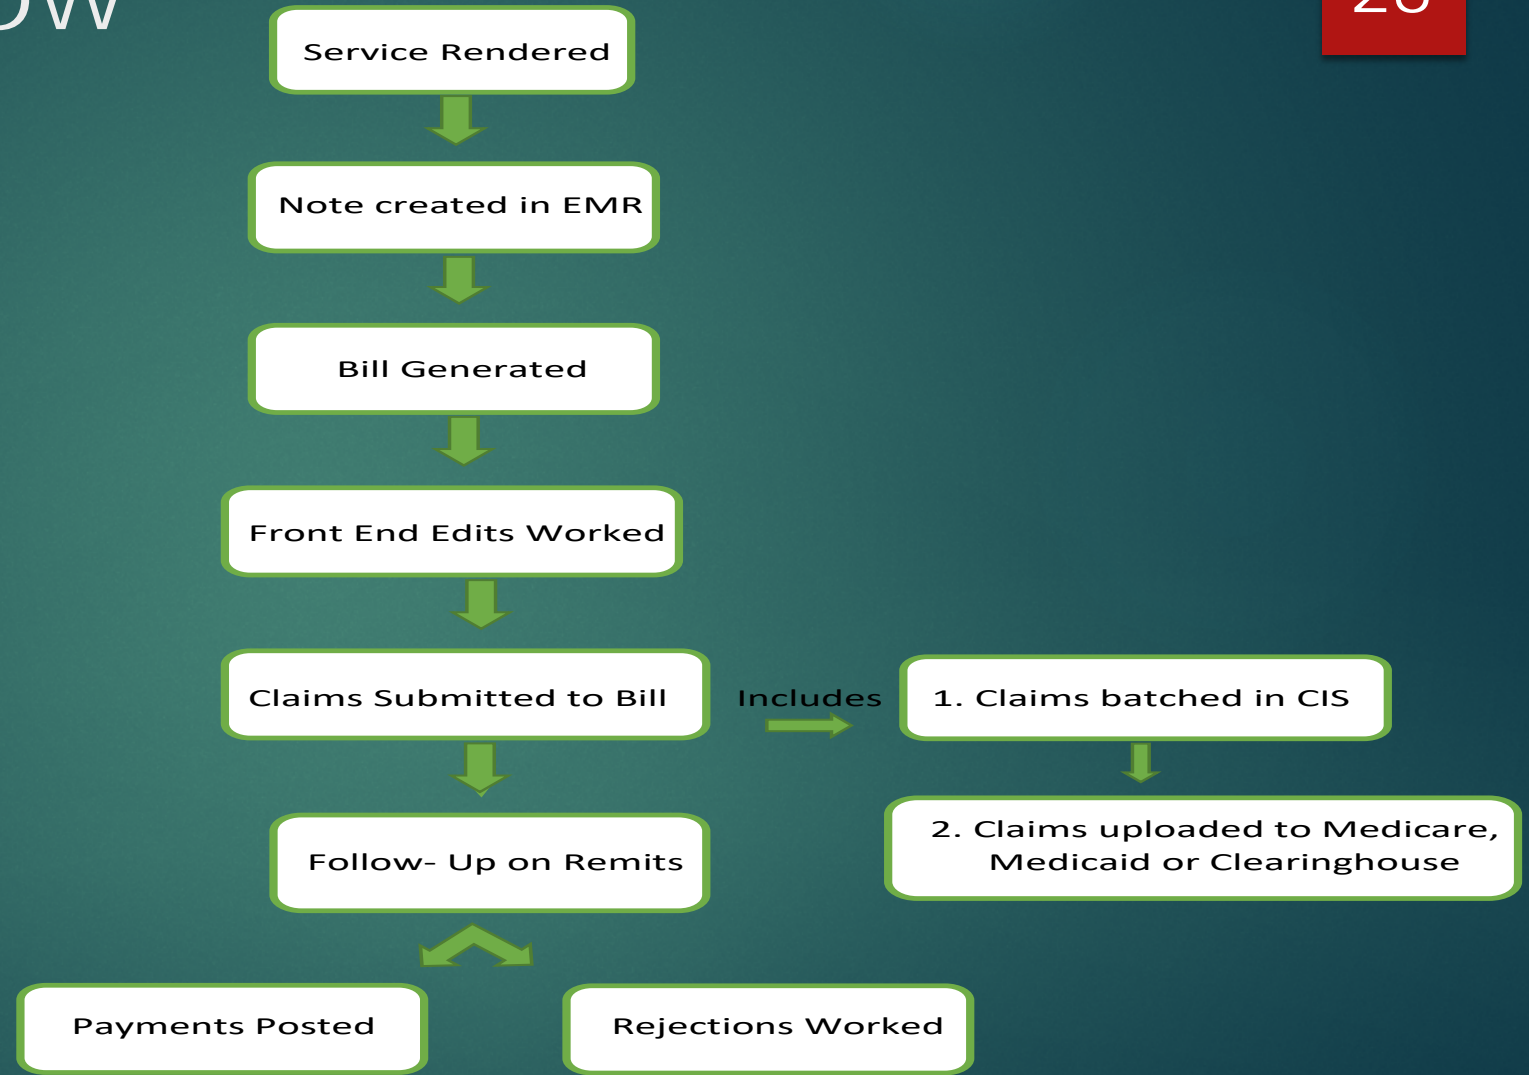 Service Rendered
Note created in EMR
Bill Generated
Front End Edits Worked
Claims Submitted to Bill
Includes
1. Claims batched in CIS
2. Claims uploaded to Medicare,
Medicaid or Clearinghouse
Follow- Up on Remits
Payments Posted
Rejections Worked